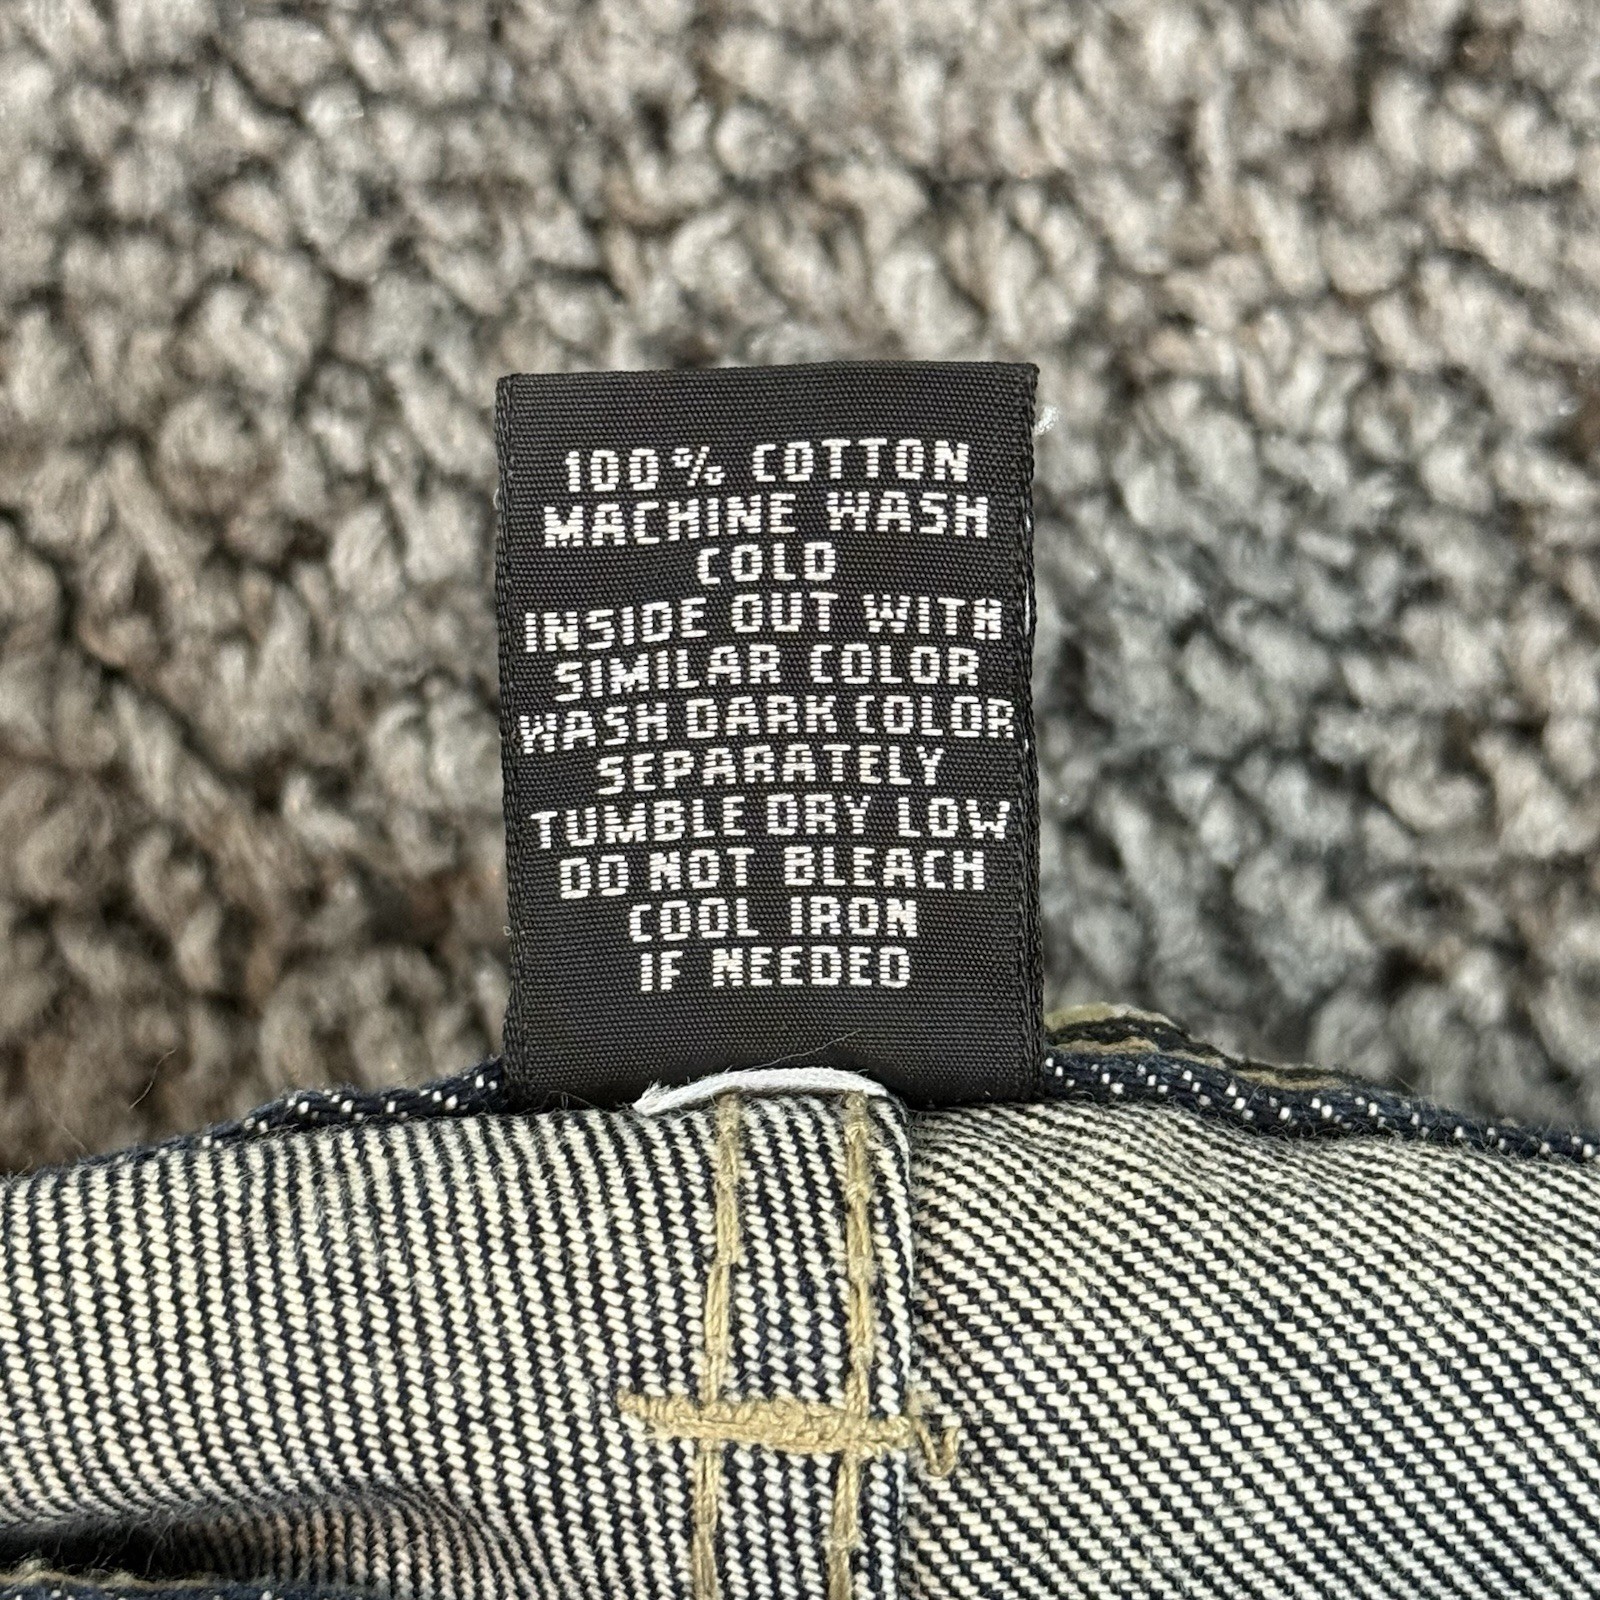 100% COTTON
MACHINE WASH
COLD
INSIDE OUT WITH
SIMILAR COLOR
WASH DARK COLOR
SEPARATELY
TUMBLE DRY LOW
DO NOT BLEACH
COOL IRON
IF NEEDED